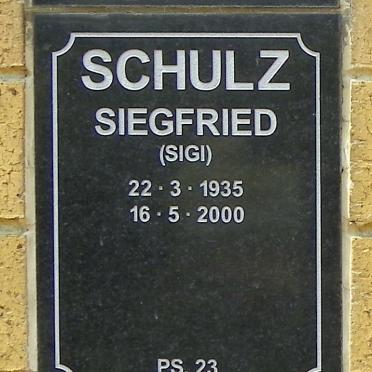 SCHULZ
SIEGFRIED
(SIGI)
22 · 3 · 1935
16 · 5 · 2000
PS. 23